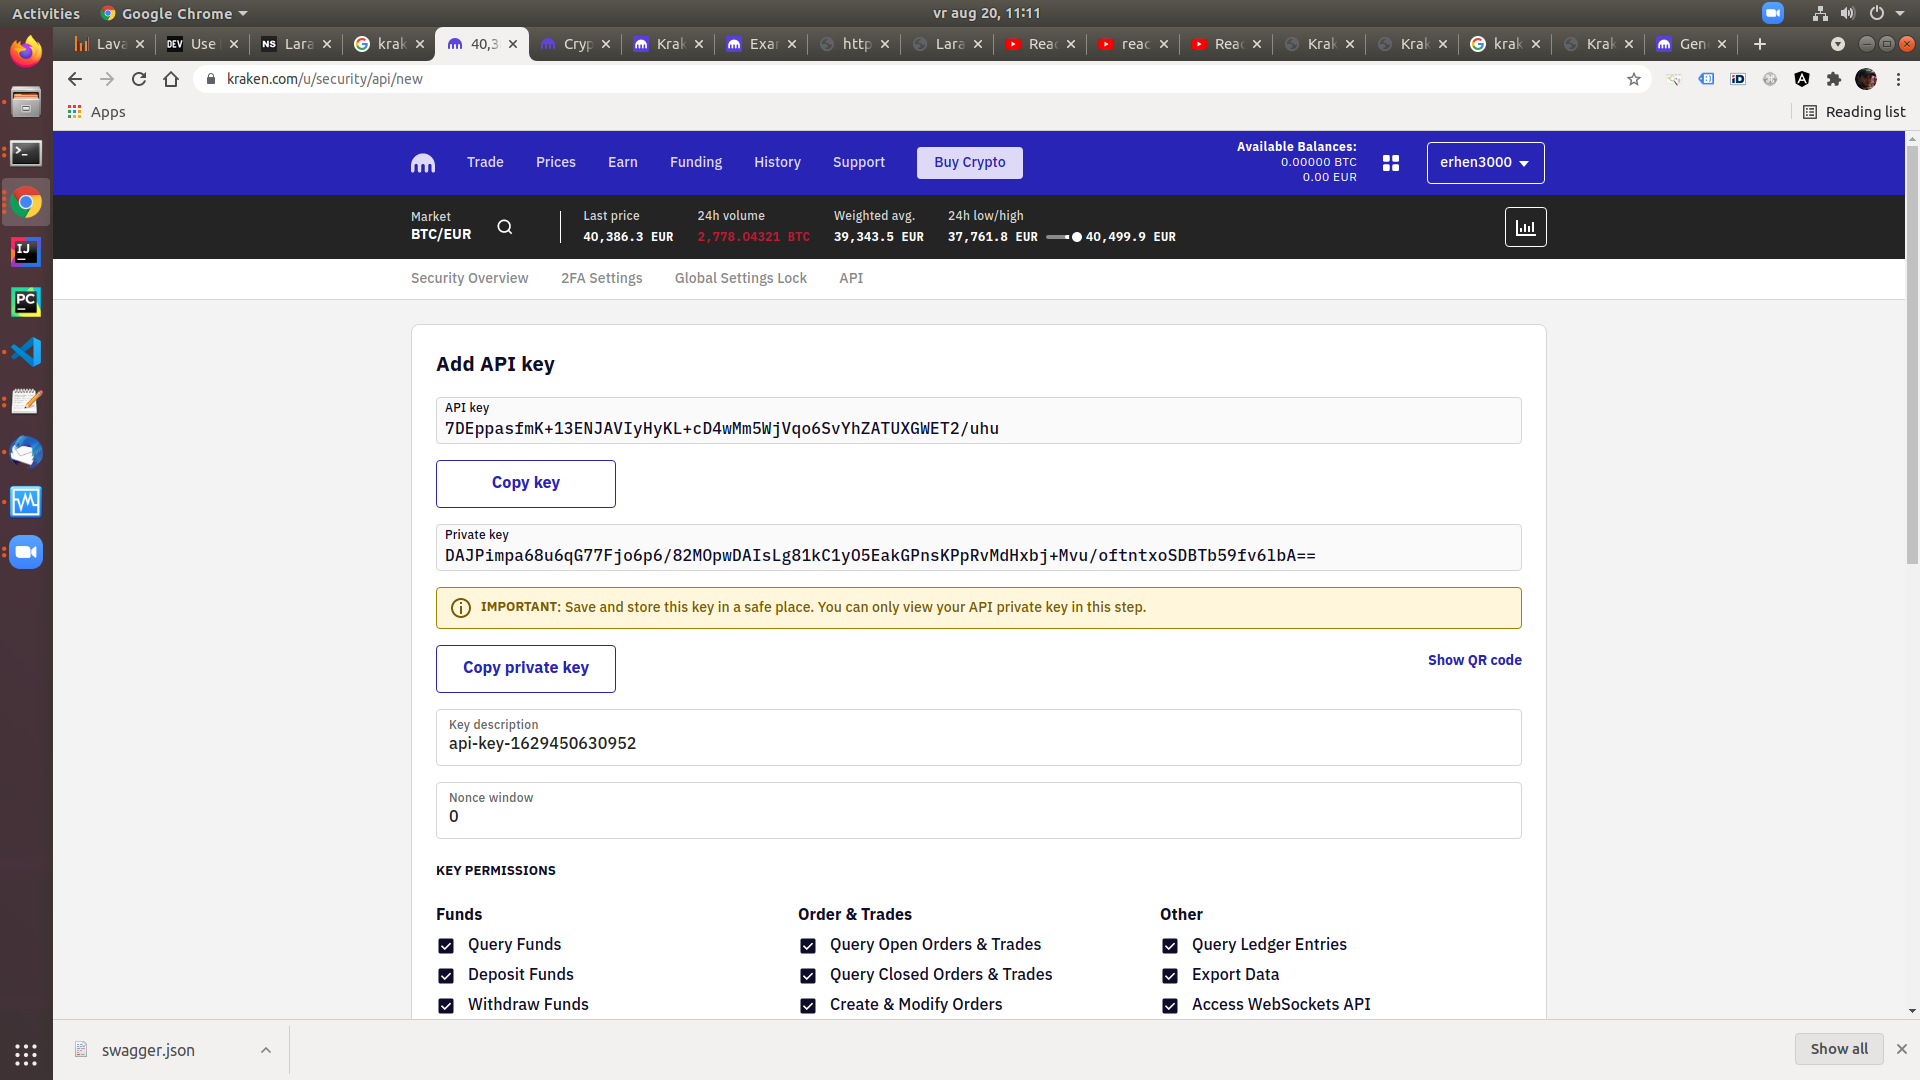 Activities
Google Chrome
vr aug 20, 11:11
Lava
DEV
Use
NS
Lara
krak
40,3
Cryp
Krak
Exar
http
Lara
Reac
reac
Reac
Krak
Krak
krak
Krak
Gen
kraken.com/u/security/api/new
Apps
Reading list
Trade
Prices
Earn
Funding
History
Support
Buy Crypto
Available Balances:
0.00000 BTC
0.00 EUR
erhen3000
Market
BTC/EUR
Last price
40,386.3 EUR
24h volume
2,778.04321 BTC
Weighted avg.
39,343.5 EUR
24h low/high
37,761.8 EUR
40,499.9 EUR
Security Overview
2FA Settings
Global Settings Lock
API
Add API key
API key
7DEppasfmK+13ENJAVIyHyKL+cD4wMm5WjVqo6SvYhZATUXGWET2/uhu
Copy key
Private key
DAJPimpa68u6qG77Fjo6p6/82MOpwDAIsLg81kC1yO5EakGPnsKPpRvMdHxbj+Mvu/oftntxoSDBTb59fv6lbA==
IMPORTANT: Save and store this key in a safe place. You can only view your API private key in this step.
Copy private key
Show QR code
Key description
api-key-1629450630952
Nonce window
0
KEY PERMISSIONS
Funds
Query Funds
Deposit Funds
Withdraw Funds
Order & Trades
Query Open Orders & Trades
Query Closed Orders & Trades
Create & Modify Orders
Other
Query Ledger Entries
Export Data
Access WebSockets API
swagger.json
Show all